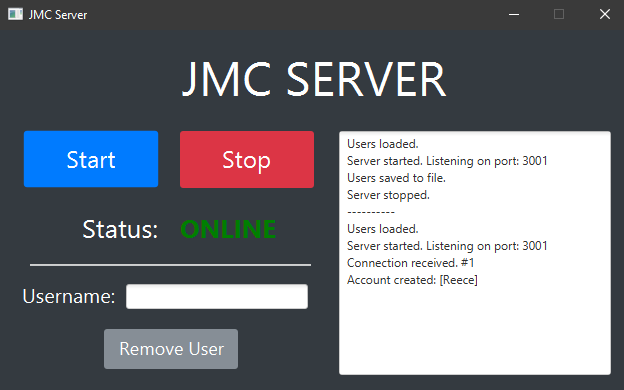 JMC Server
JMC SERVER
Start
Stop
Status: ONLINE
Username:
Remove User
Users loaded.
Server started. Listening on port: 3001
Users saved to file.
Server stopped.
----------
Users loaded.
Server started. Listening on port: 3001
Connection received. #1
Account created: [Reece]